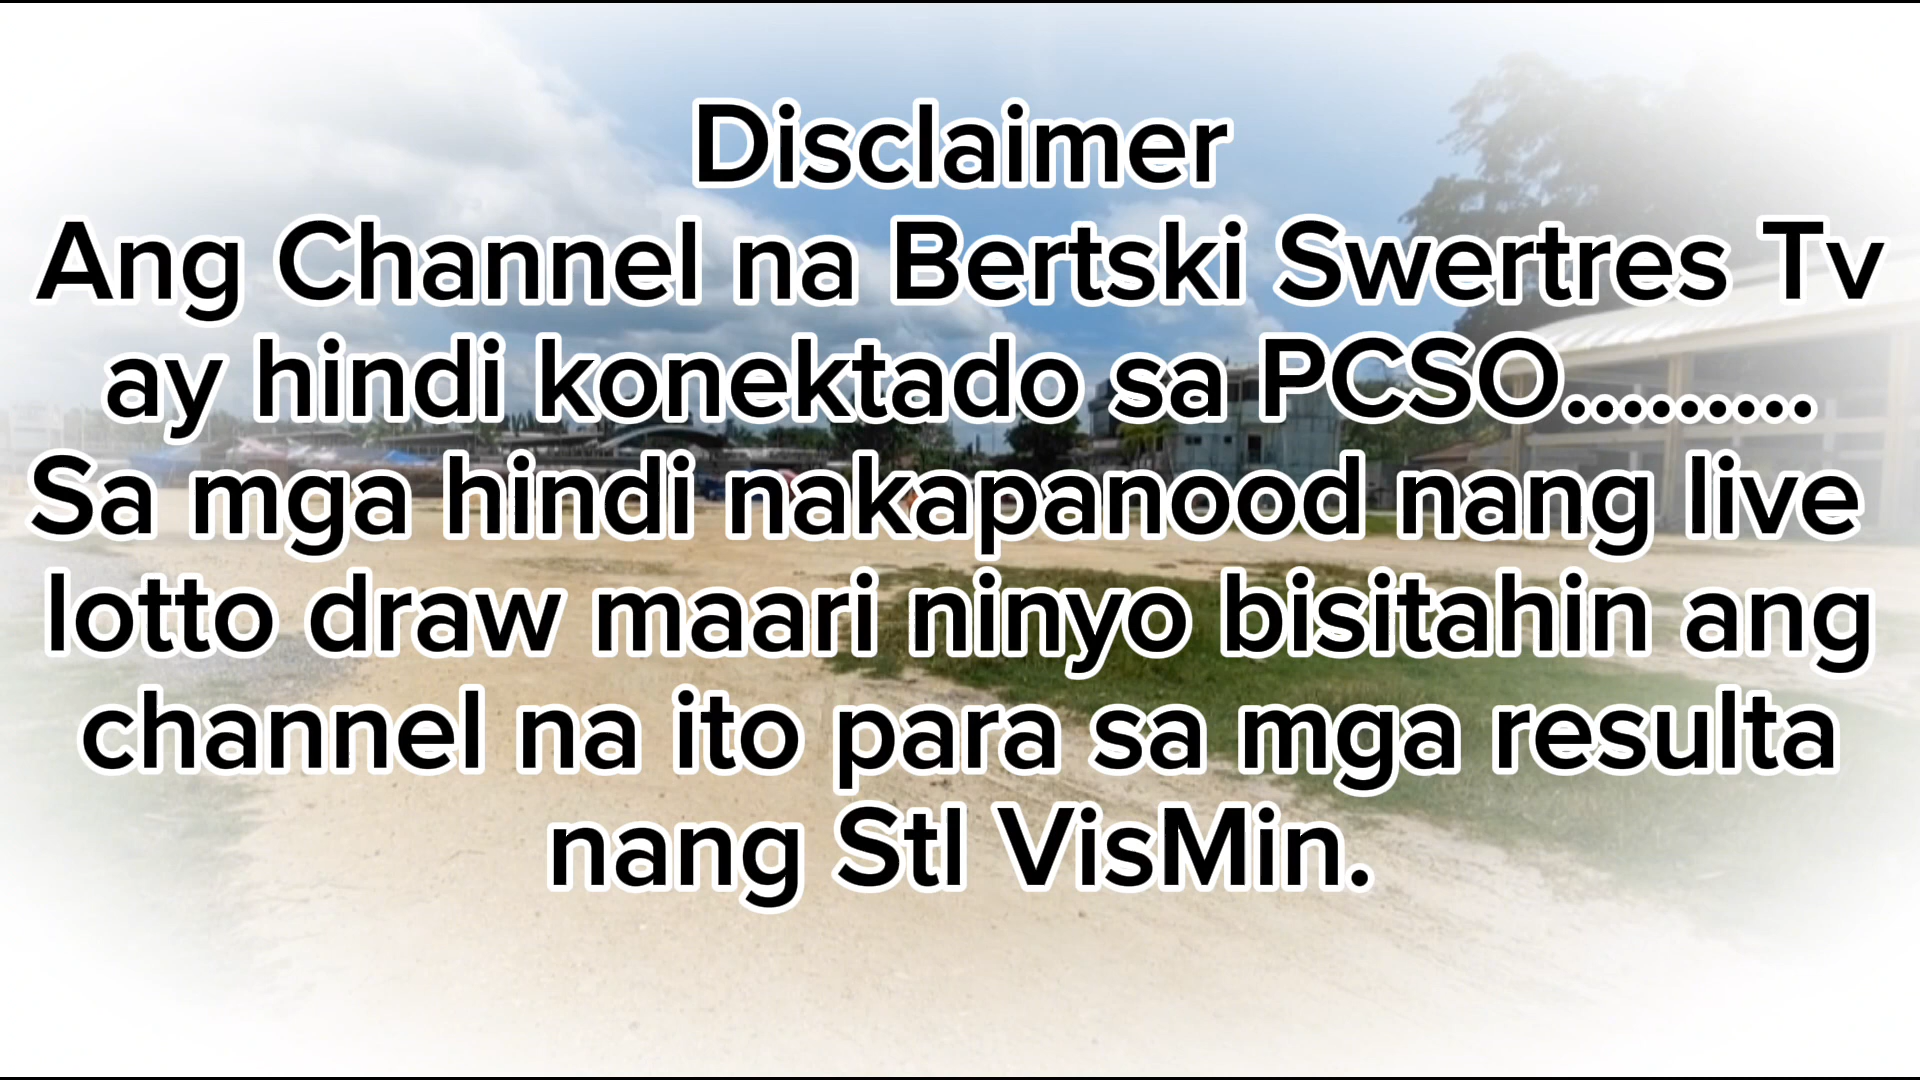 Disclaimer
Ang Channel na Bertski Swertres Tv
ay hindi konektado sa PCSO.........
Sa mga hindi nakapanood nang live
lotto draw maari ninyo bisitahin ang
channel na ito para sa mga resulta
nang Stl VisMin.